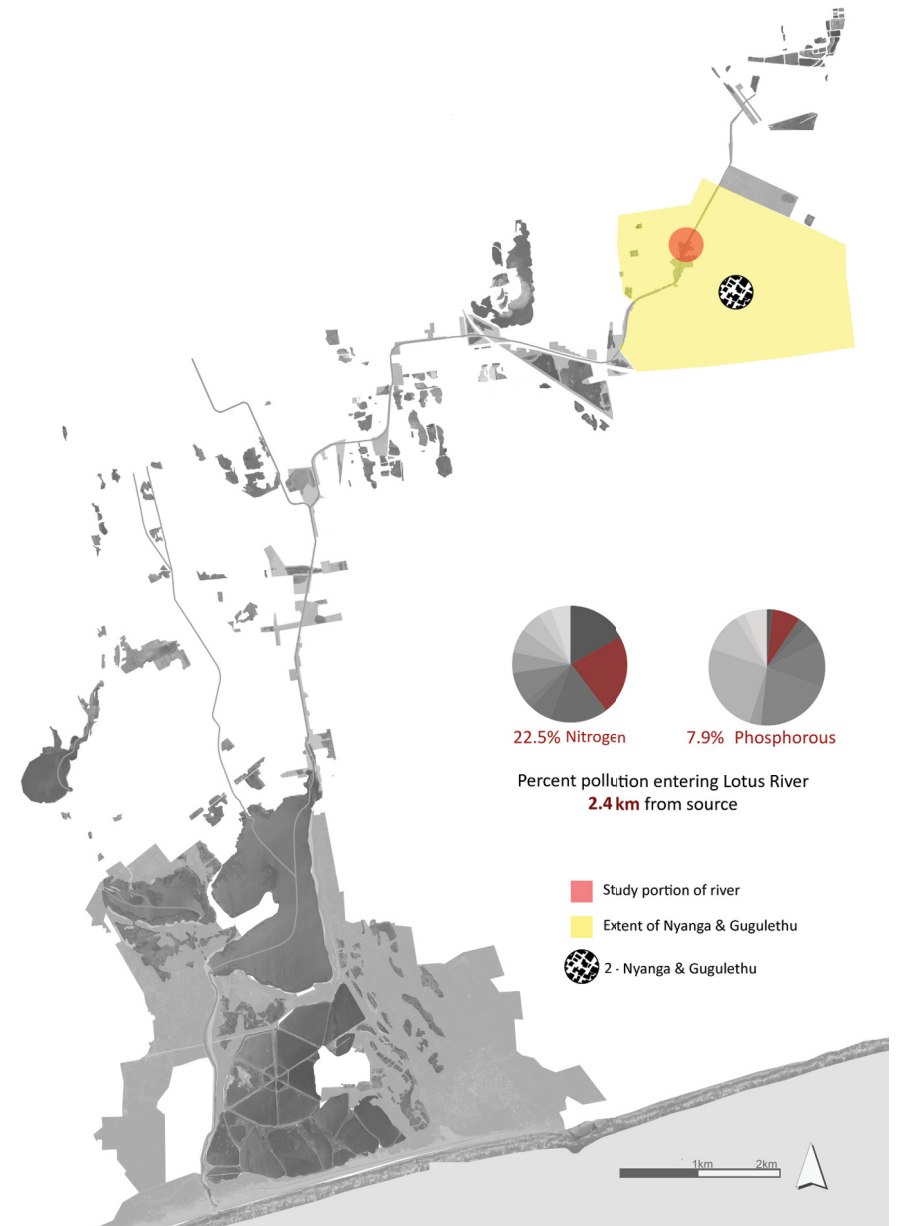 22.5% Nitrogen
7.9% Phosphorous
Percent pollution entering Lotus River
2.4 km from source
Study portion of river
Extent of Nyanga & Gugulethu
2 - Nyanga & Gugulethu
1km 2km